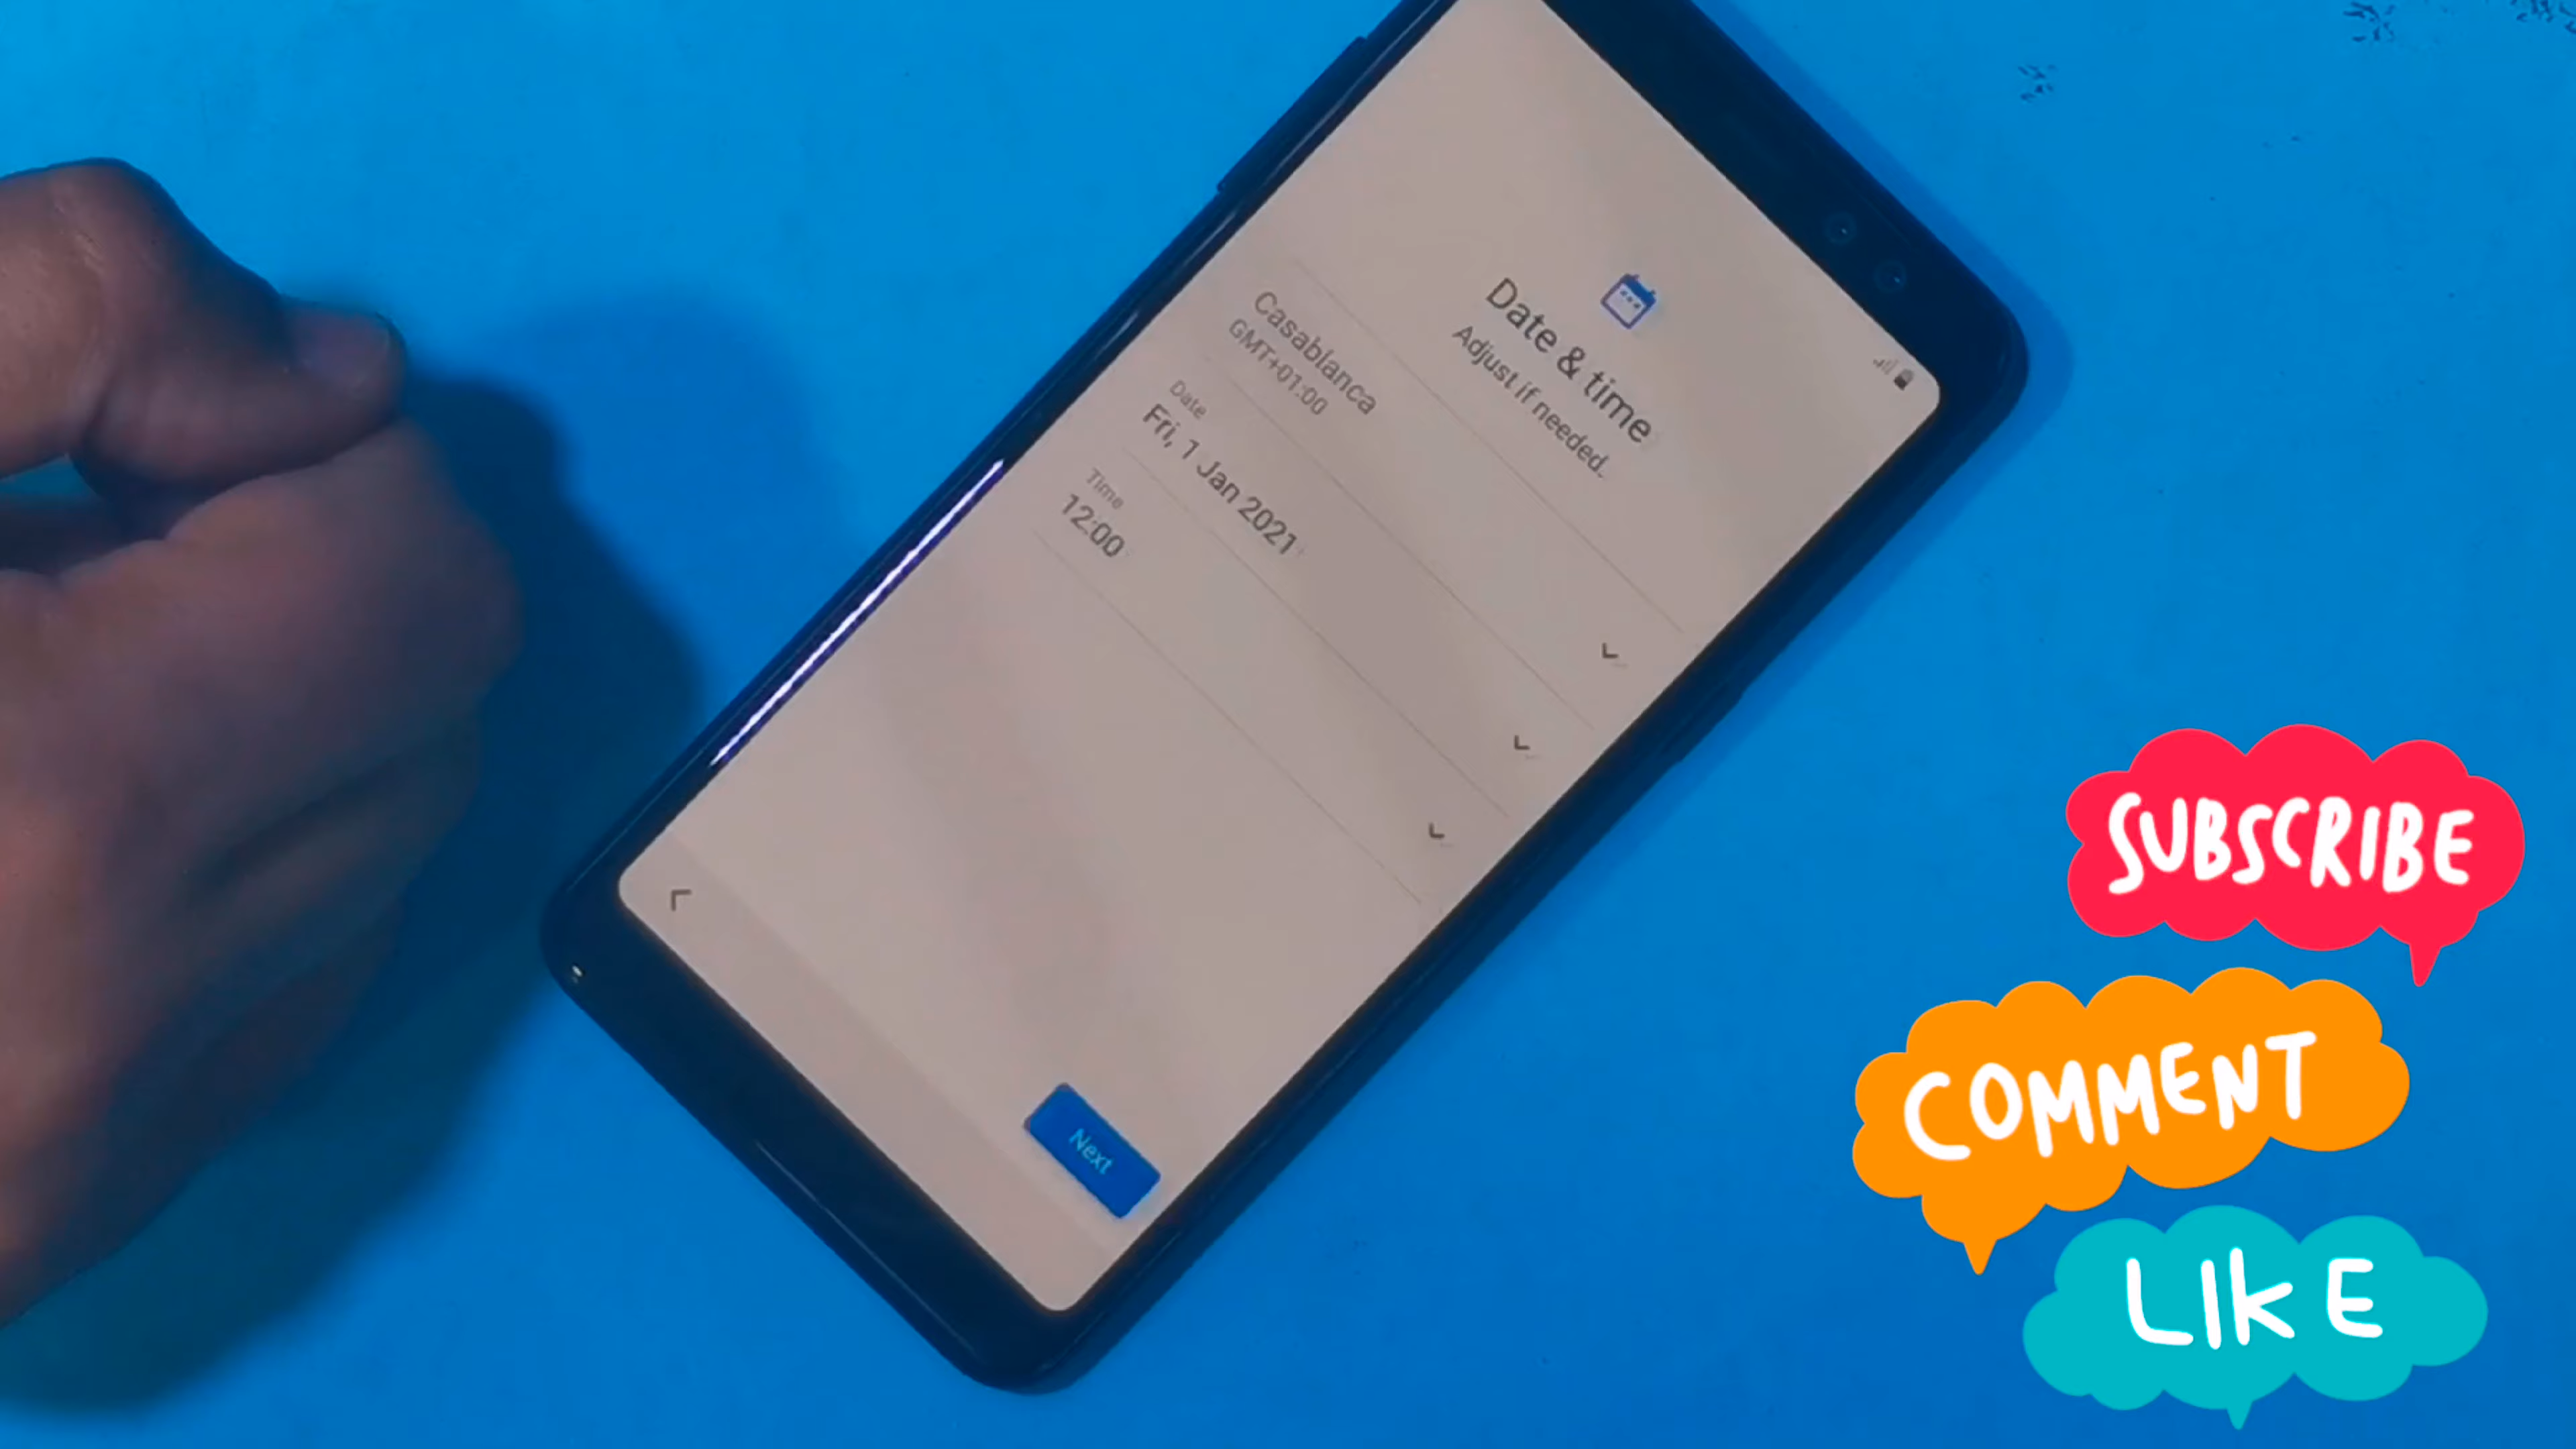 Date & time
Adjust if needed.
Casablanca
GMT+01:00
Date
Fri, 1 Jan 2021
Time
12:00
Next
SUBSCRIBE
COMMENT
LIKE